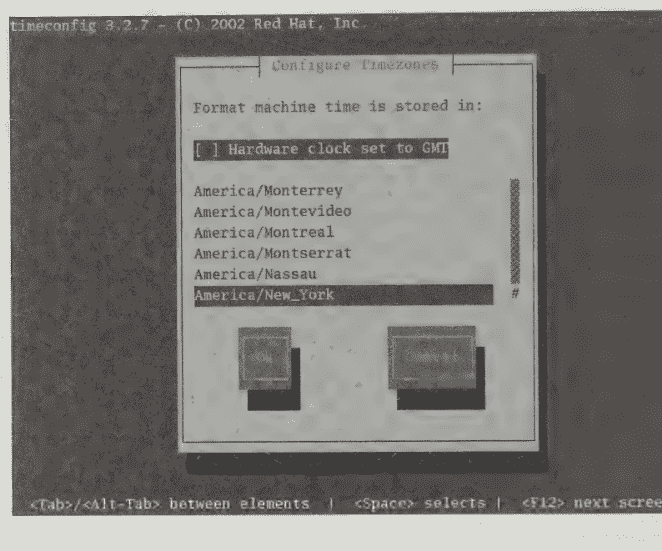 timeconfig 3.2.7 - (C) 2002 Red Hat, Inc.
Configure Timezones
Format machine time is stored in:
[ ] Hardware clock set to GMT
America/Monterrey
America/Montevideo
America/Montreal
America/Montserrat
America/Nassau
America/New_York
#
<Tab>/<Alt-Tab> between elements | <Space> selects | <F12> next scree